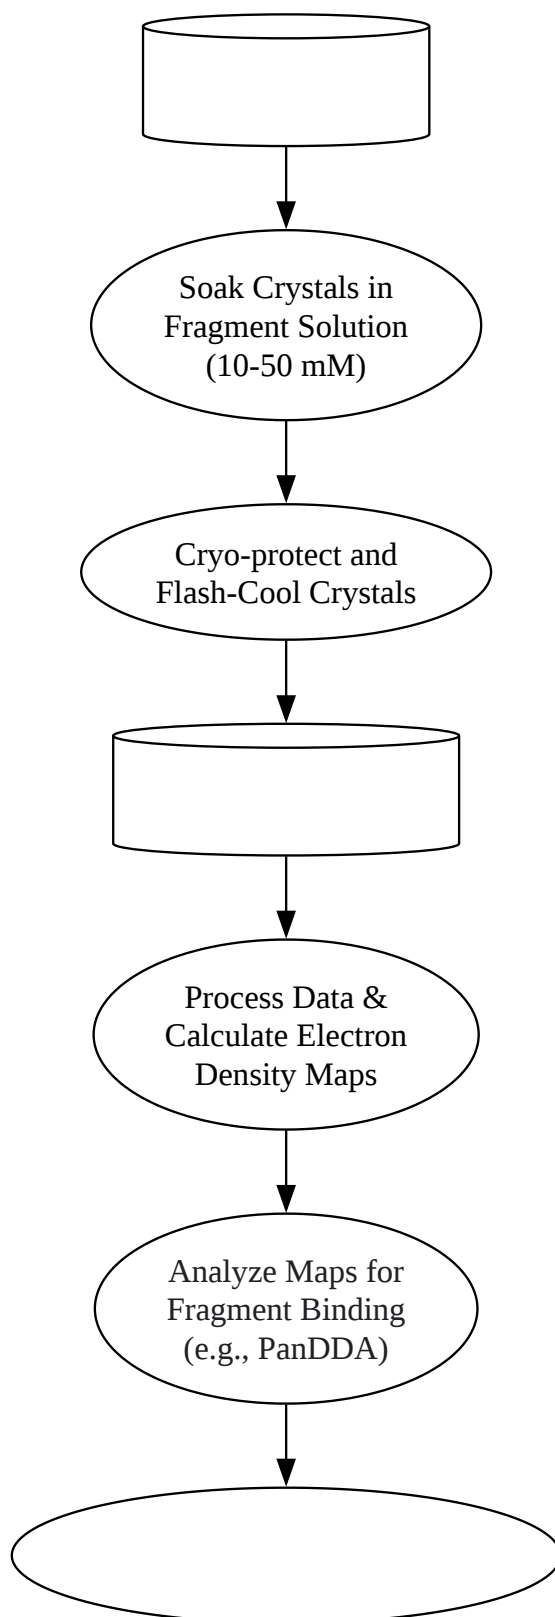 Soak Crystals in
Fragment Solution
(10-50 mM)
Cryo-protect and
Flash-Cool Crystals
Process Data &
Calculate Electron
Density Maps
Analyze Maps for
Fragment Binding
(e.g., PanDDA)